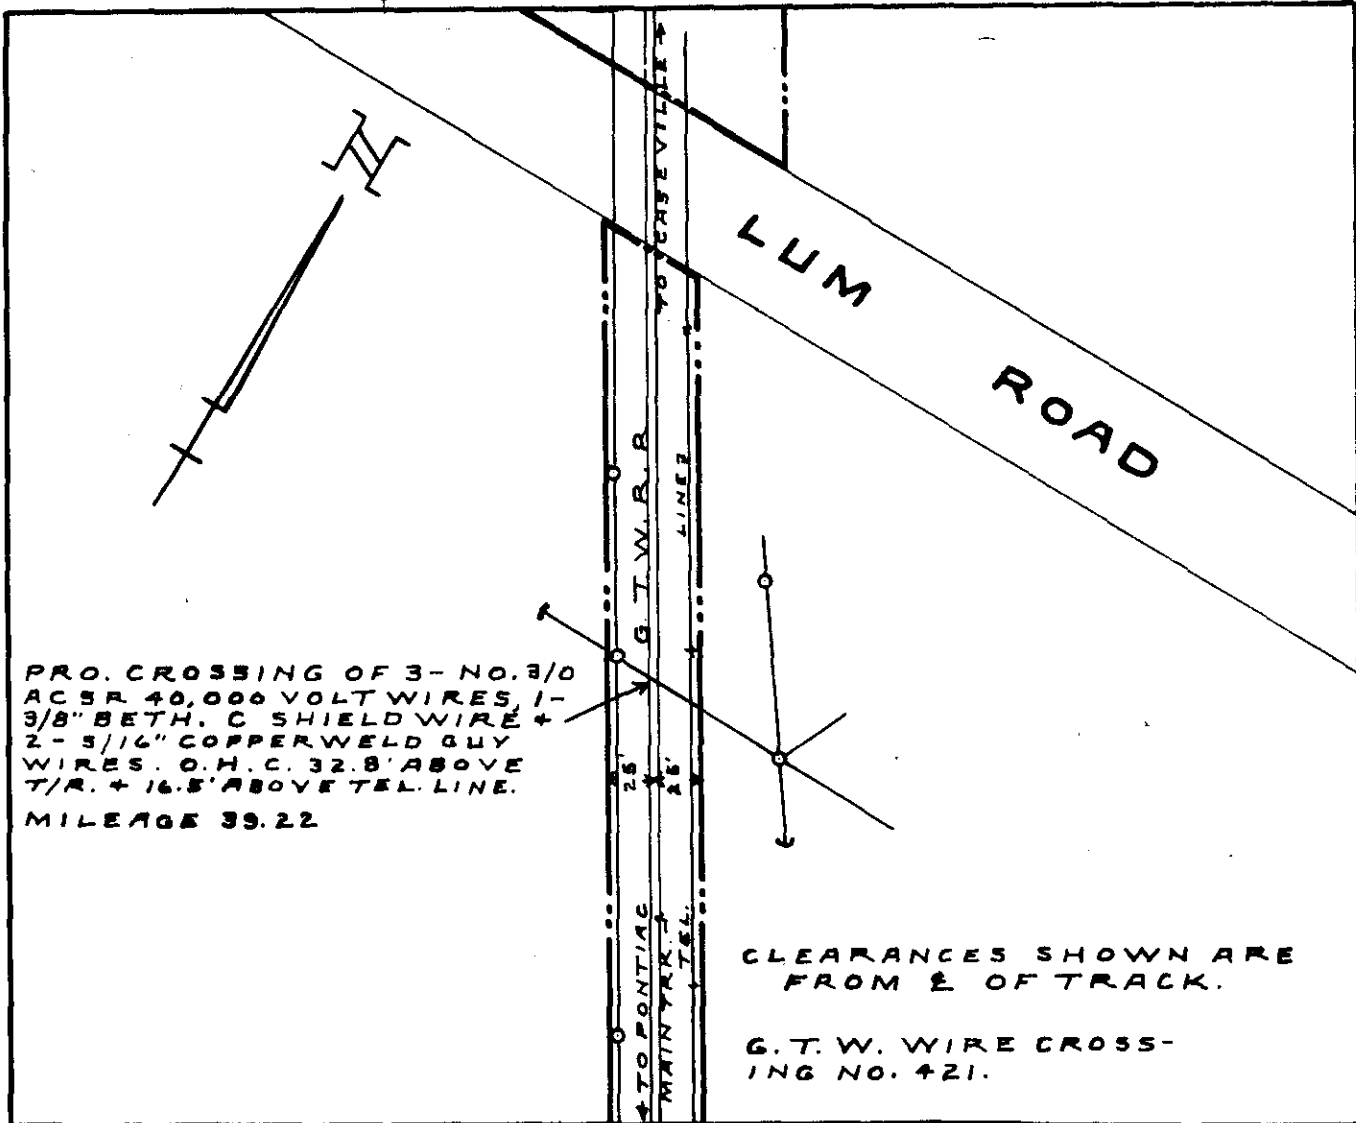 N
TO CASEVILLE
LUM
ROAD
G. T. W. R. R.
LINE
PRO. CROSSING OF 3- NO. 3/0
ACSR 40,000 VOLT WIRES, 1-
3/8" BETH. C SHIELD WIRE +
2- 5/16" COPPERWELD GUY
WIRES. O.H.C. 32.8' ABOVE
T/R. + 16.5' ABOVE TEL. LINE.
MILEAGE 39.22
25'
25'
TO PONTIAC
MAIN TRK.
TEL.
CLEARANCES SHOWN ARE
FROM ℄ OF TRACK.
G. T. W. WIRE CROSS-
ING NO. 421.